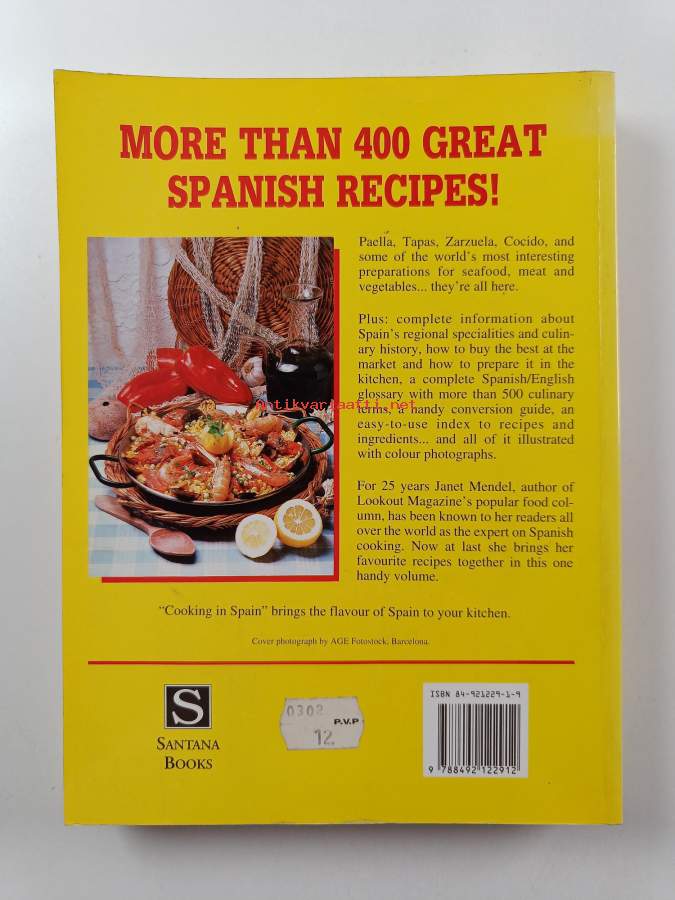 MORE THAN 400 GREAT
SPANISH RECIPES!
Paella, Tapas, Zarzuela, Cocido, and
some of the world's most interesting
preparations for seafood, meat and
vegetables... they're all here.
Plus: complete information about
Spain's regional specialities and culin-
ary history, how to buy the best at the
market and how to prepare it in the
kitchen, a complete Spanish/English
glossary with more than 500 culinary
terms, a handy conversion guide, an
easy-to-use index to recipes and
ingredients... and all of it illustrated
with colour photographs.
For 25 years Janet Mendel, author of
Lookout Magazine's popular food col-
umn, has been known to her readers all
over the world as the expert on Spanish
cooking. Now at last she brings her
favourite recipes together in this one
handy volume.
antikvariaatti.net
"Cooking in Spain" brings the flavour of Spain to your kitchen.
Cover photograph by AGE Fotostock, Barcelona.
S
SANTANA
BOOKS
0302
P.V.P
12
ISBN 84-921229-1-9
9 788492 122912